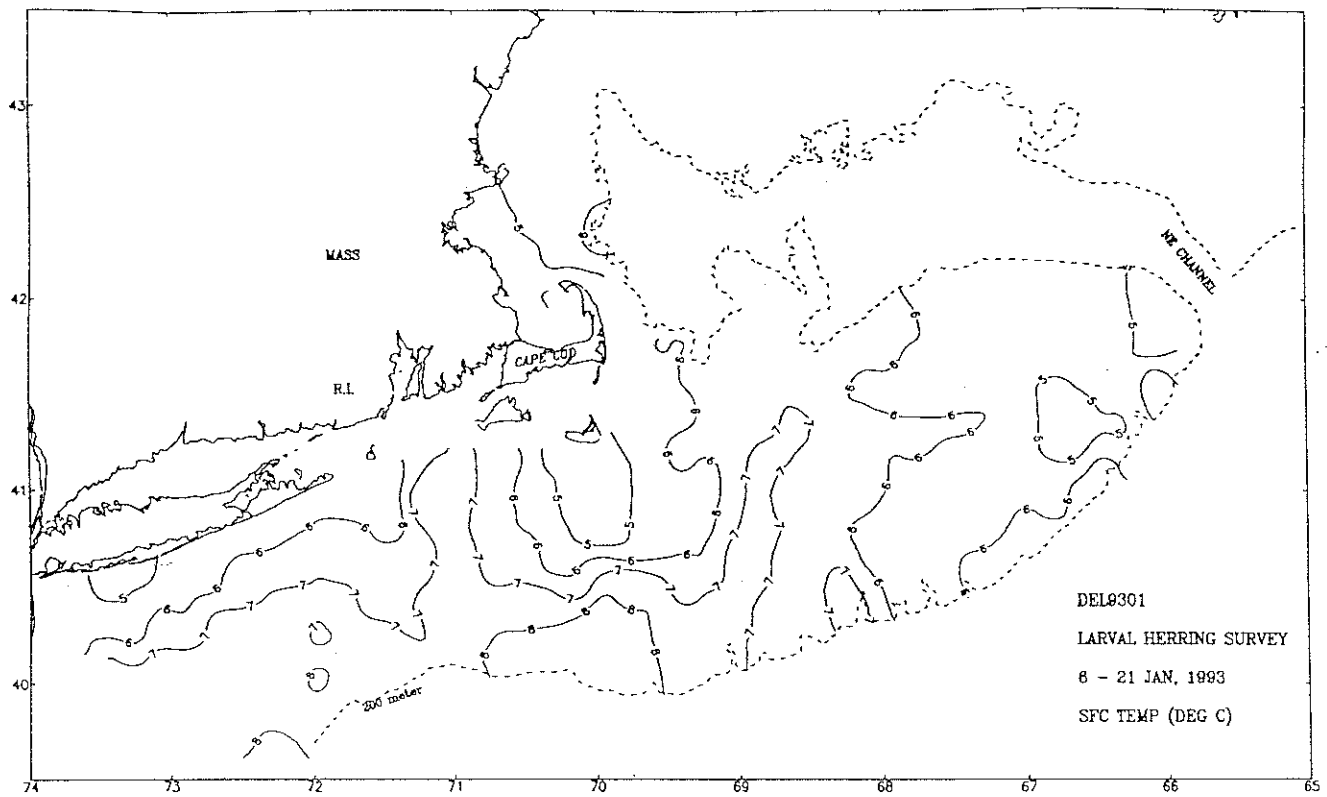 43
42
41
40
74
73
72
71
70
69
68
67
66
65
MASS
R.I.
CAPE COD
NE CHANNEL
200 meter
DEL9301
LARVAL HERRING SURVEY
6 - 21 JAN, 1993
SFC TEMP (DEG C)